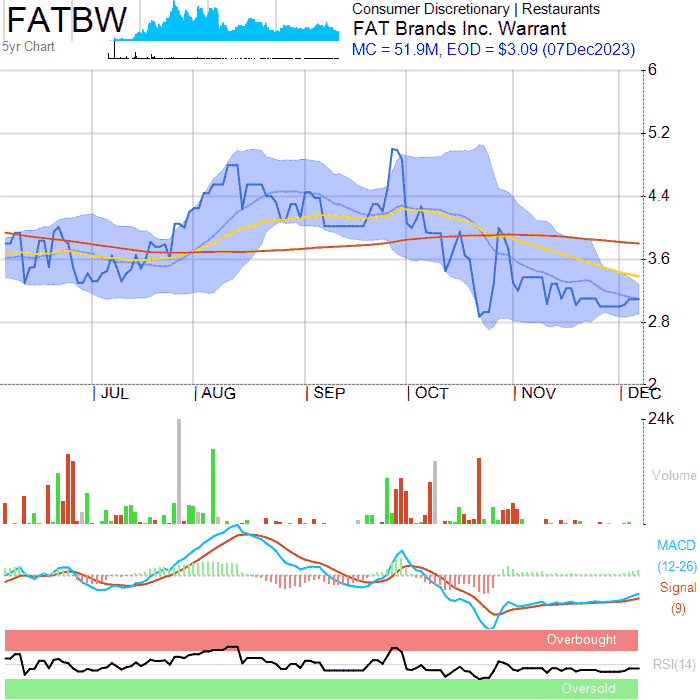 FATBW
5yr Chart
Consumer Discretionary | Restaurants
FAT Brands Inc. Warrant
MC = 51.9M, EOD = $3.09 (07Dec2023)
6
5.2
4.4
3.6
2.8
2
JUL AUG SEP OCT NOV DEC
24k
Volume
MACD
(12-26)
Signal
(9)
Overbought
RSI(14)
Oversold